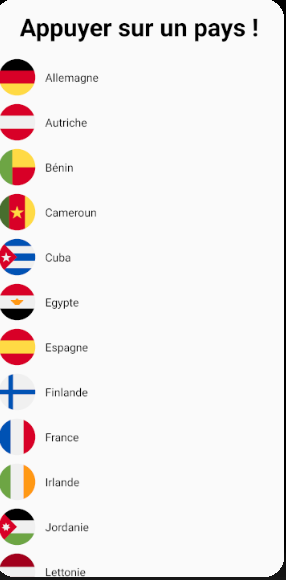 Appuyer sur un pays !
Allemagne
Autriche
Bénin
Cameroun
Cuba
Egypte
Espagne
Finlande
France
Irlande
Jordanie
Lettonie